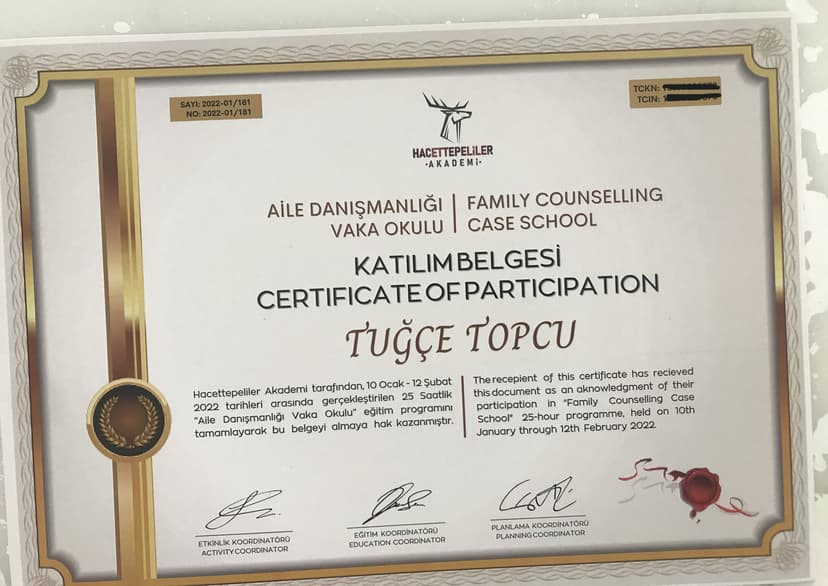 SAYI: 2022-01/181
NO: 2022-01/181
TCKN:
TCIN:
HACETTEPELİLER
·AKADEMİ·
AİLE DANIŞMANLIĞI
VAKA OKULU
FAMILY COUNSELLING
CASE SCHOOL
KATILIM BELGESİ
CERTIFICATE OF PARTICIPATION
TUĞÇE TOPCU
Hacettepeliler Akademi tarafından, 10 Ocak - 12 Şubat
2022 tarihleri arasında gerçekleştirilen 25 Saatlik
"Aile Danışmanlığı Vaka Okulu" eğitim programını
tamamlayarak bu belgeyi almaya hak kazanmıştır.
The recepient of this certificate has recieved
this document as an aknowledgment of their
participation in "Family Counselling Case
School" 25-hour programme, held on 10th
January through 12th February 2022.
ETKİNLİK KOORDİNATÖRÜ
ACTIVITY COORDINATOR
EĞİTİM KOORDİNATÖRÜ
EDUCATION COORDINATOR
PLANLAMA KOORDİNATÖRÜ
PLANNING COORDINATOR